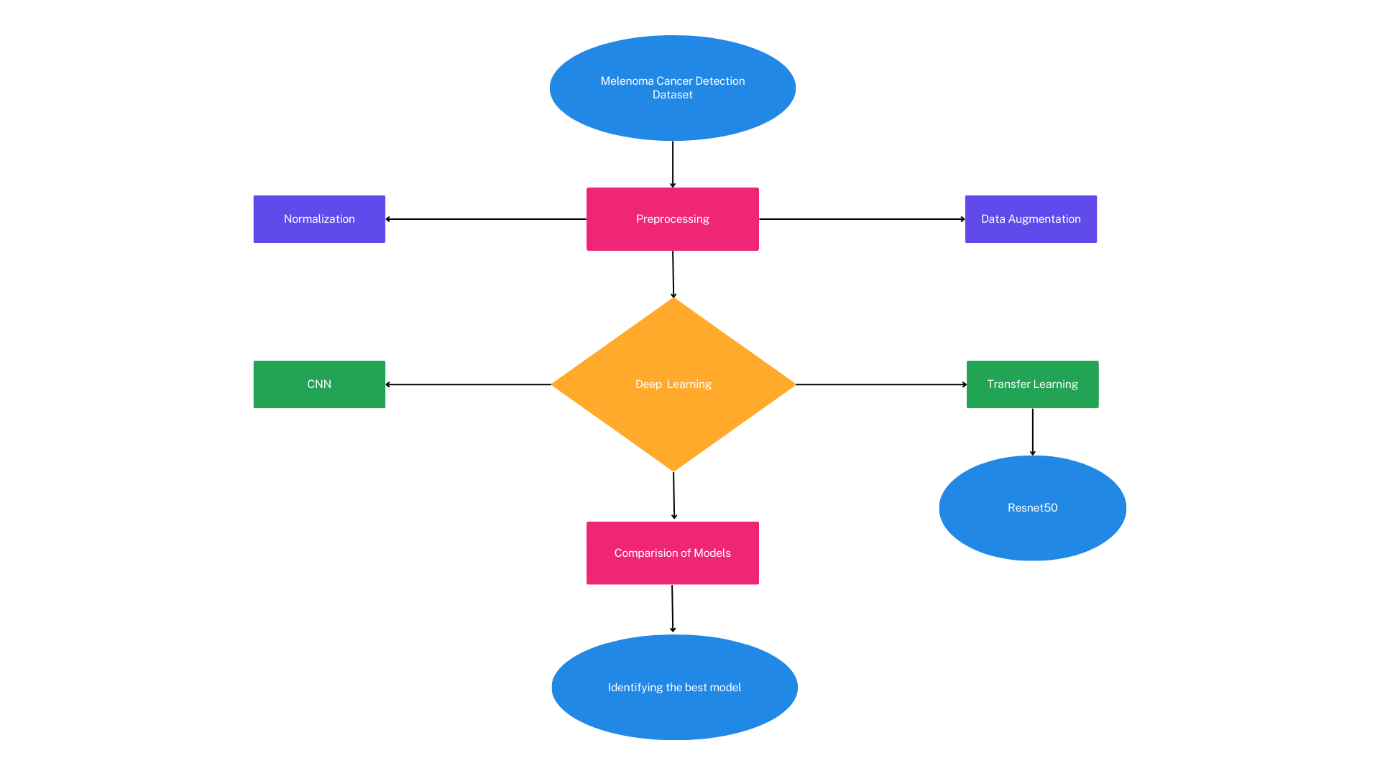 Melenoma Cancer Detection
Dataset
Normalization
Preprocessing
Data Augmentation
CNN
Deep Learning
Transfer Learning
Resnet50
Comparision of Models
Identifying the best model